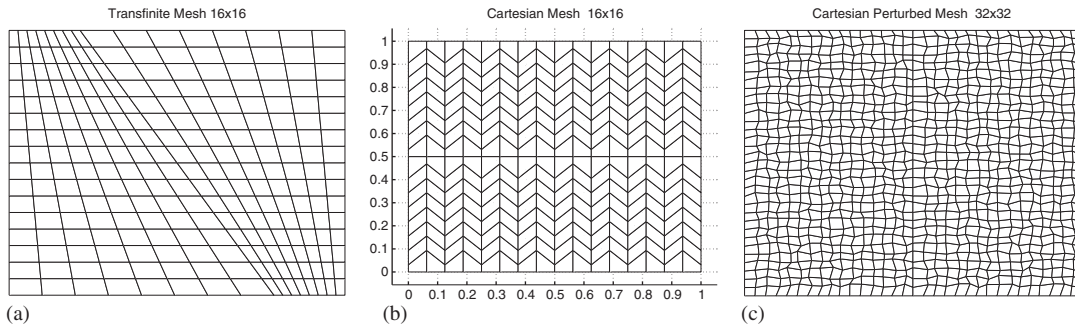 Transfinite Mesh 16x16
Cartesian Mesh 16x16
Cartesian Perturbed Mesh 32x32
1
0.9
0.8
0.7
0.6
0.5
0.4
0.3
0.2
0.1
0
0 0.1 0.2 0.3 0.4 0.5 0.6 0.7 0.8 0.9 1
(a)
(b)
(c)